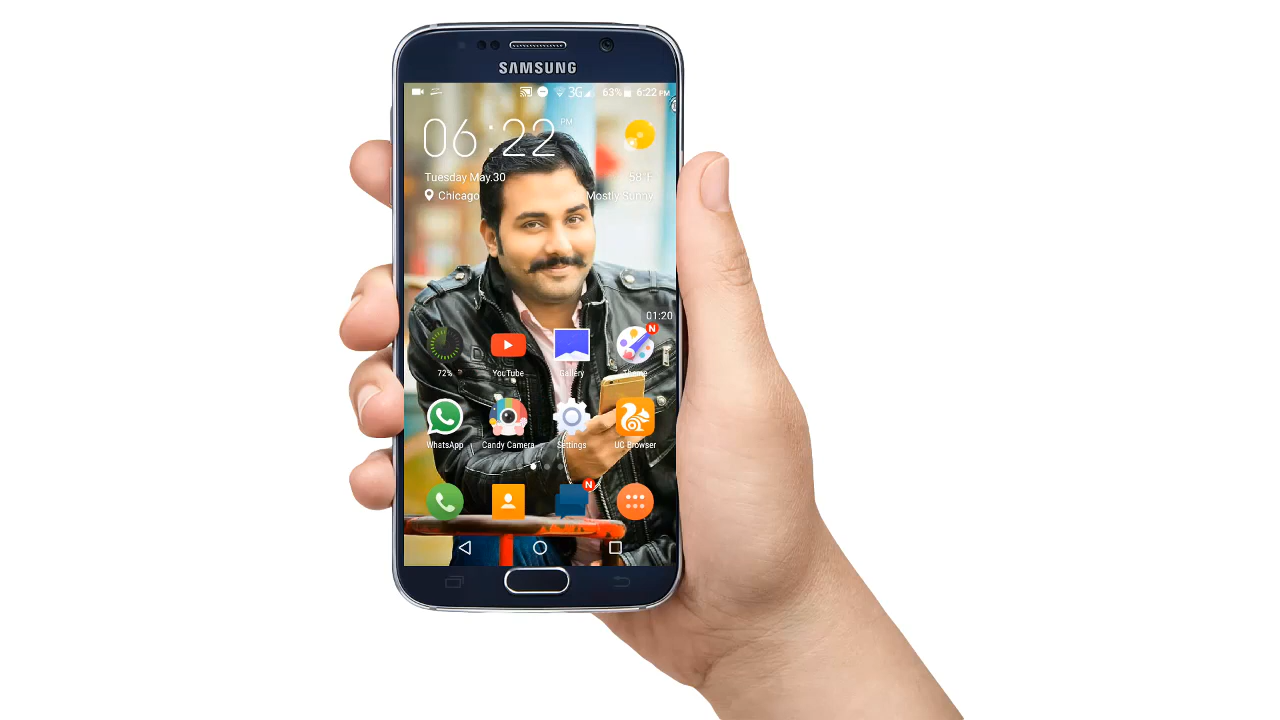 SAMSUNG
3G 63% 6:22 PM
06:22 PM
Tuesday May.30 58°F
Chicago Mostly Sunny
01:20
N
72% YouTube Gallery Theme
WhatsApp Candy Camera Settings UC Browser
N